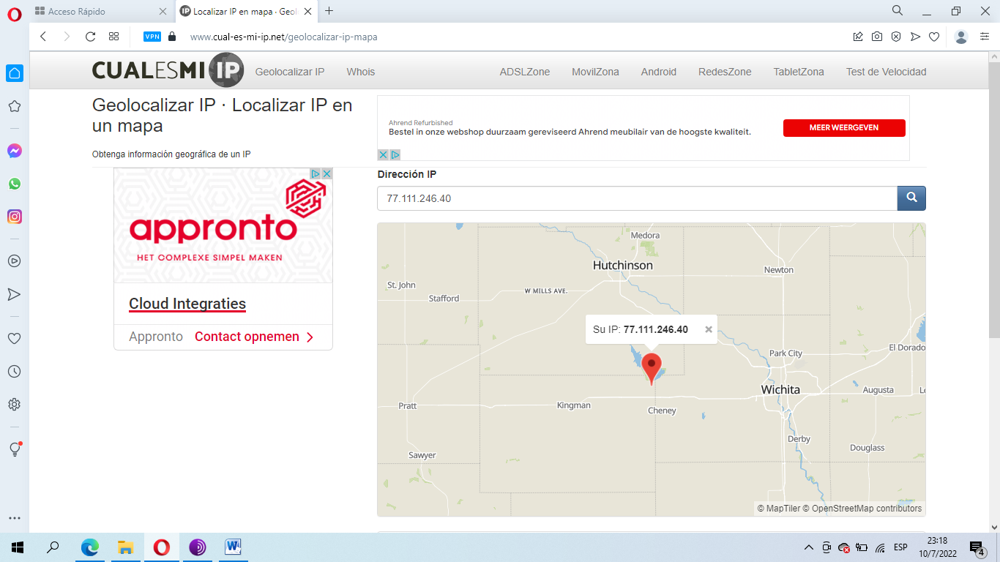 Acceso Rápido
Localizar IP en mapa · Geol
VPN
www.cual-es-mi-ip.net/geolocalizar-ip-mapa
CUALESMI IP
Geolocalizar IP
Whois
ADSLZone
MovilZona
Android
RedesZone
TabletZona
Test de Velocidad
Geolocalizar IP · Localizar IP en
un mapa
Obtenga información geográfica de un IP
Ahrend Refurbished
Bestel in onze webshop duurzaam gereviseerd Ahrend meubilair van de hoogste kwaliteit.
MEER WEERGEVEN
appronto
HET COMPLEXE SIMPEL MAKEN
Cloud Integraties
Appronto
Contact opnemen
Dirección IP
77.111.246.40
Medora
Hutchinson
Newton
St. John
Stafford
W MILLS AVE.
Su IP: 77.111.246.40
Park City
El Dorado
Wichita
Augusta
Pratt
Kingman
Cheney
Derby
Douglass
Sawyer
© MapTiler © OpenStreetMap contributors
ESP
23:18
10/7/2022
4